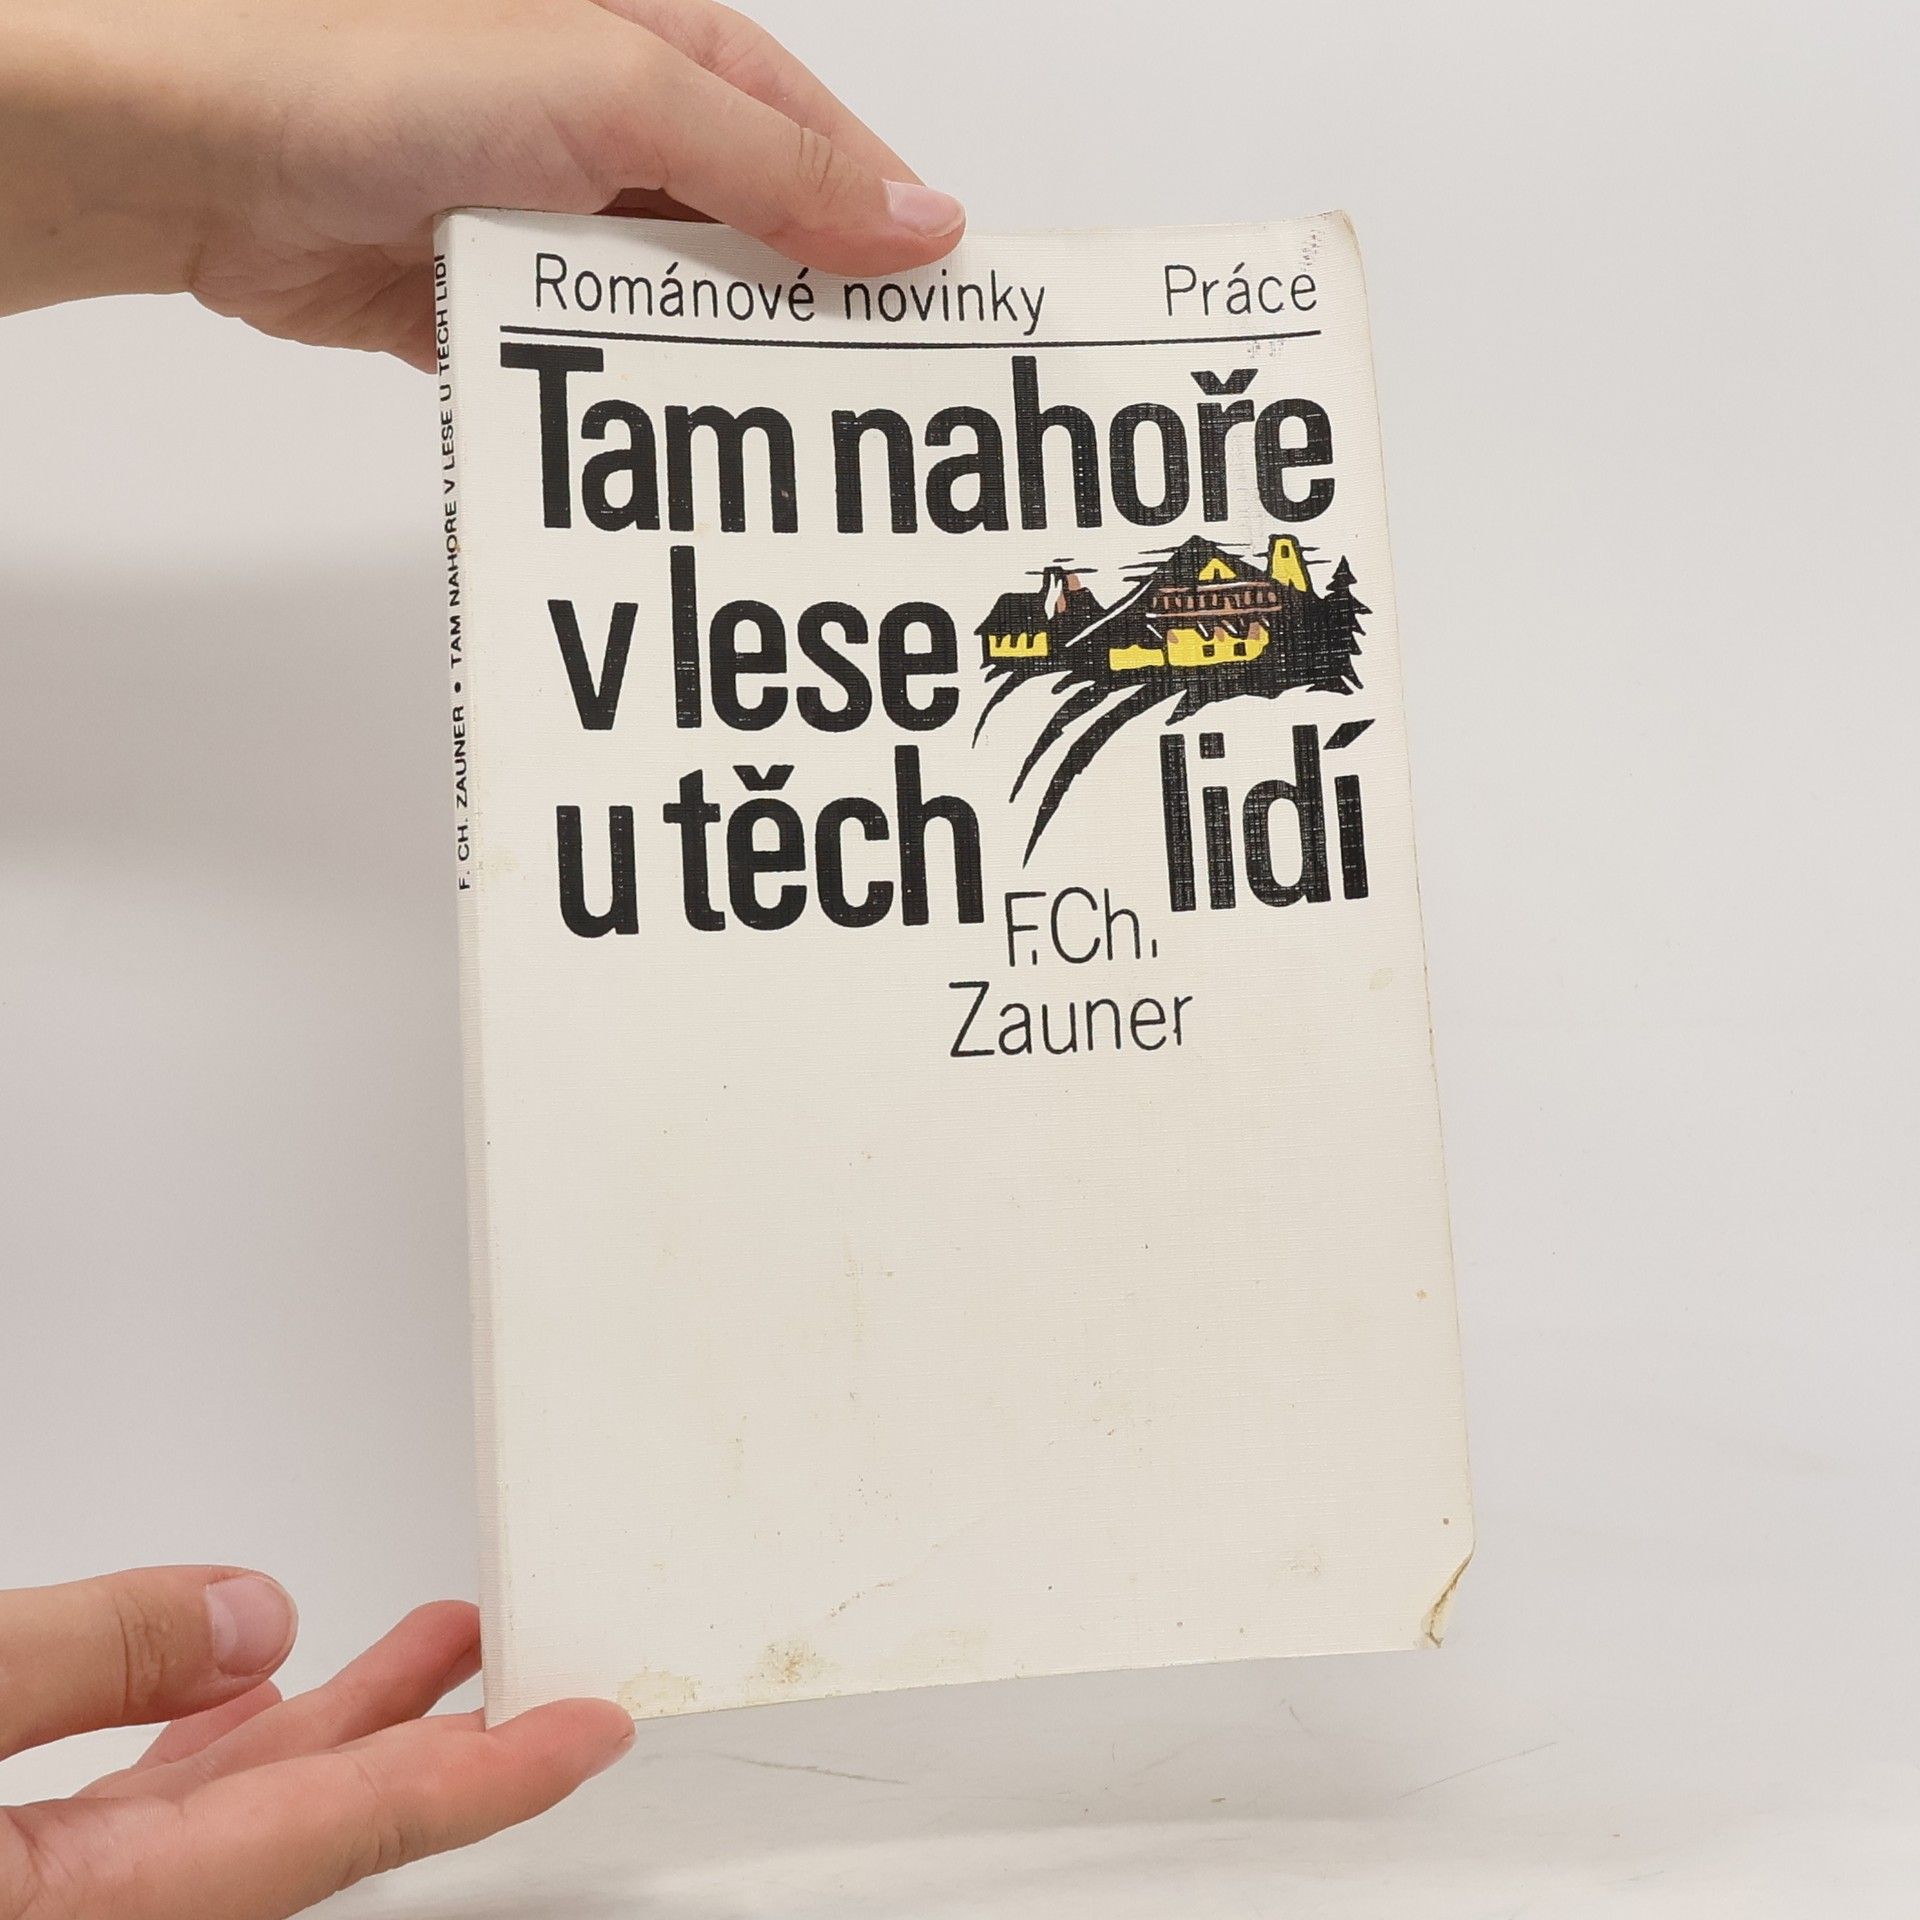 Románové novinky Práce
Tam nahoře
v lese
u těch lidí
F. Ch.
Zauner
F. CH. ZAUNER • TAM NAHOŘE V LESE U TĚCH LIDÍ